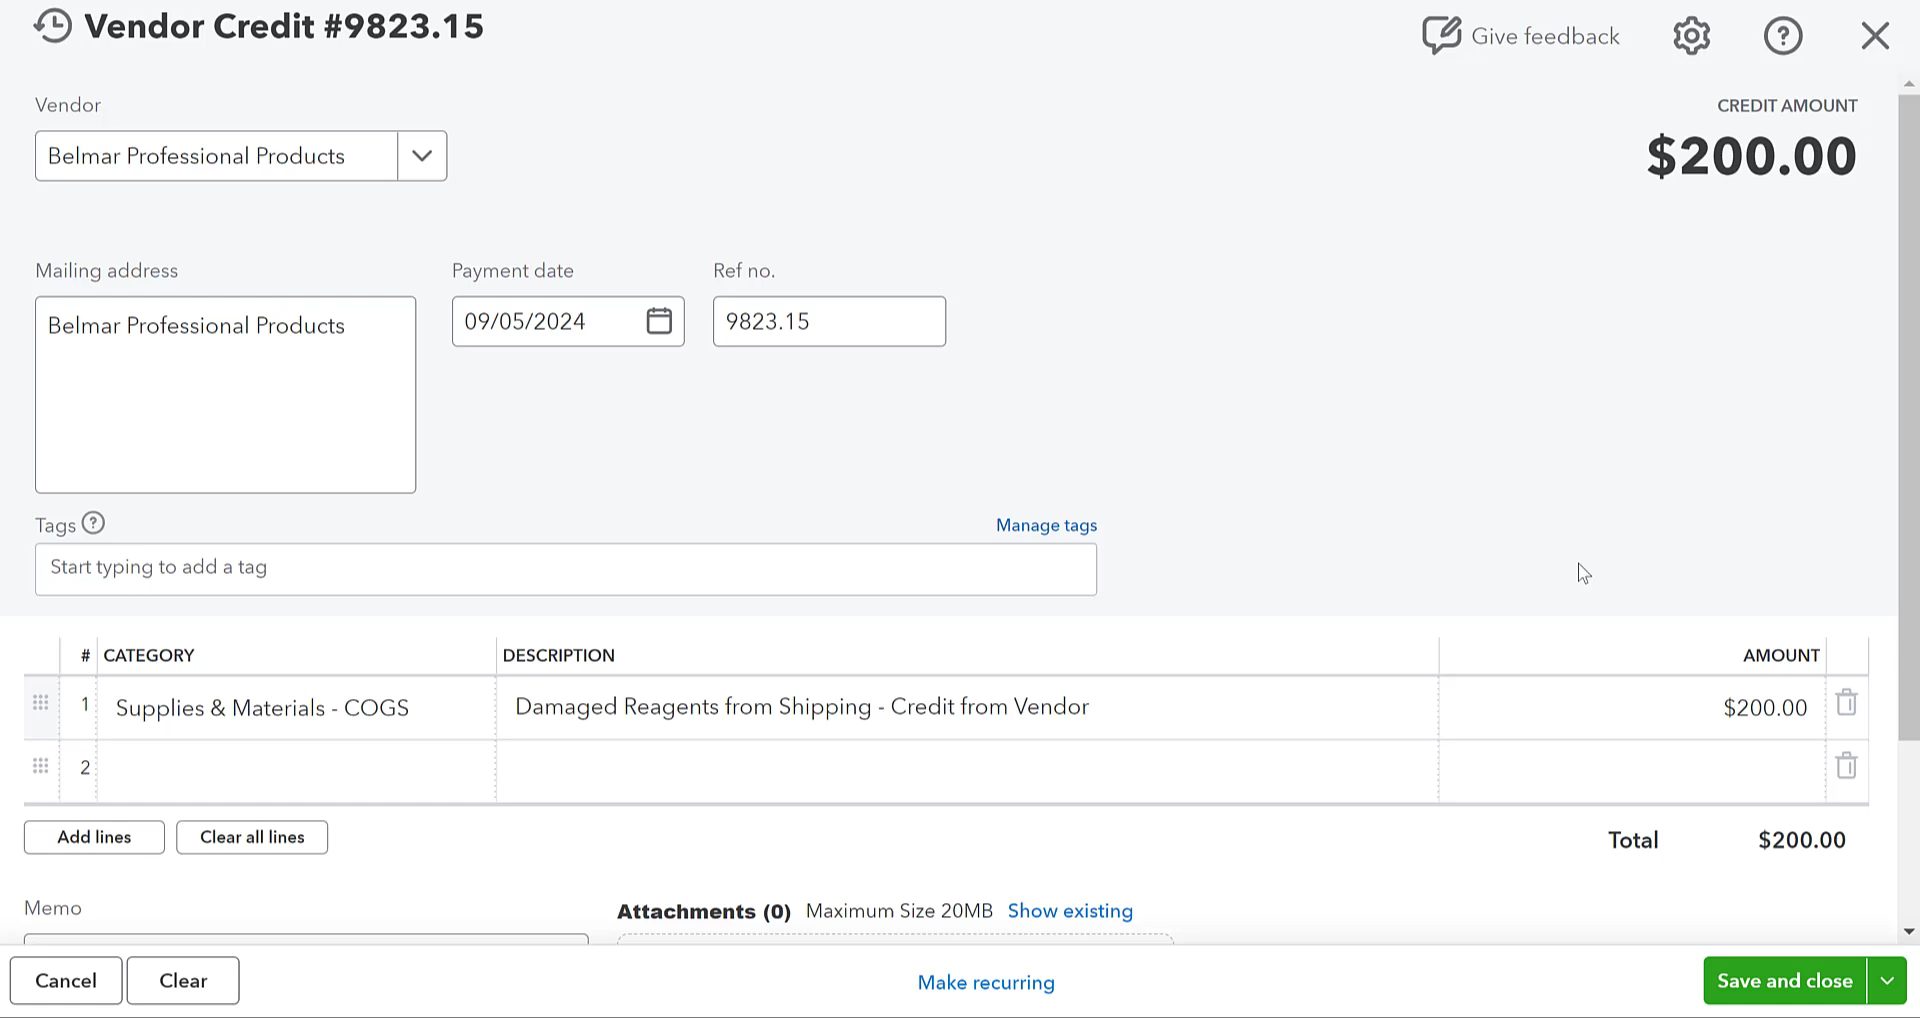 Vendor Credit #9823.15
Give feedback
Vendor
CREDIT AMOUNT
Belmar Professional Products
$200.00
Mailing address
Payment date
Ref no.
Belmar Professional Products
09/05/2024
9823.15
Tags
Manage tags
Start typing to add a tag
# CATEGORY DESCRIPTION AMOUNT
1 Supplies & Materials - COGS Damaged Reagents from Shipping - Credit from Vendor $200.00
2
Add lines
Clear all lines
Total $200.00
Memo
Attachments (0) Maximum Size 20MB Show existing
Cancel
Clear
Make recurring
Save and close